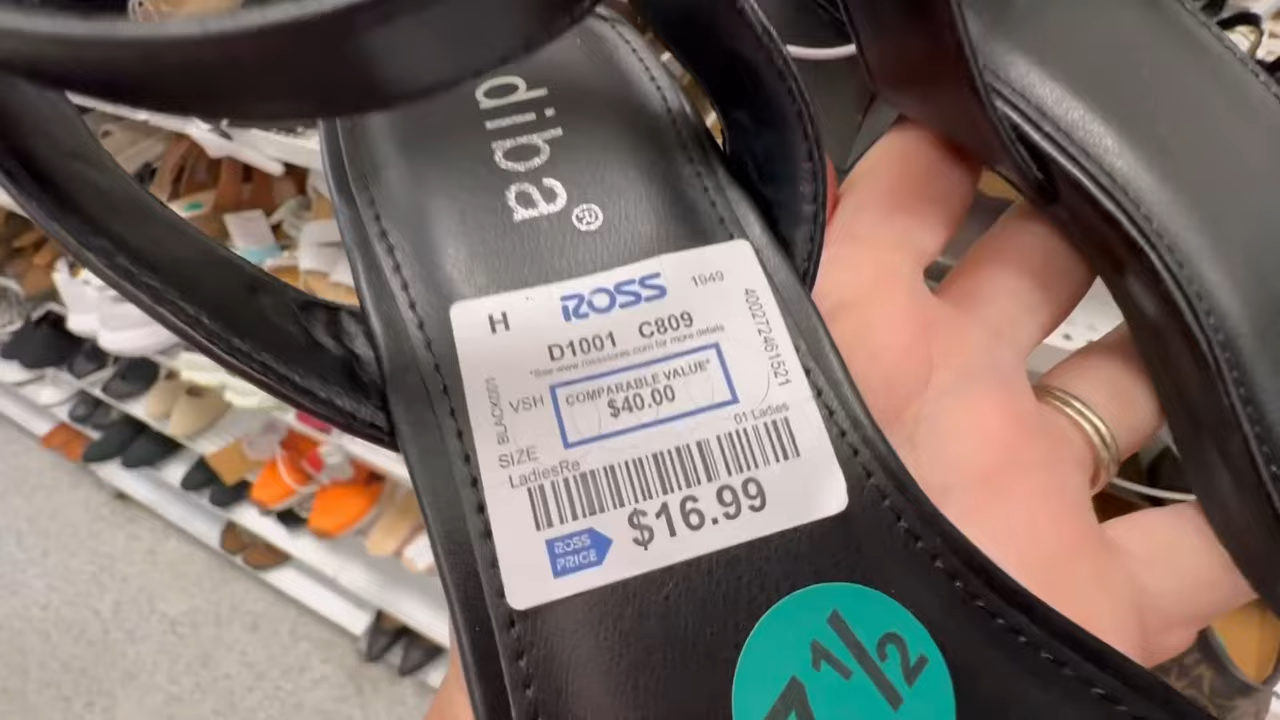 diba®
ROSS
1949
H
D1001 C809
*See www.rossstores.com for more details
400272461521
BLACK001
VSH
COMPARABLE VALUE*
$40.00
SIZE
01 Ladies
LadiesRe
$16.99
ROSS
PRICE
7 1/2